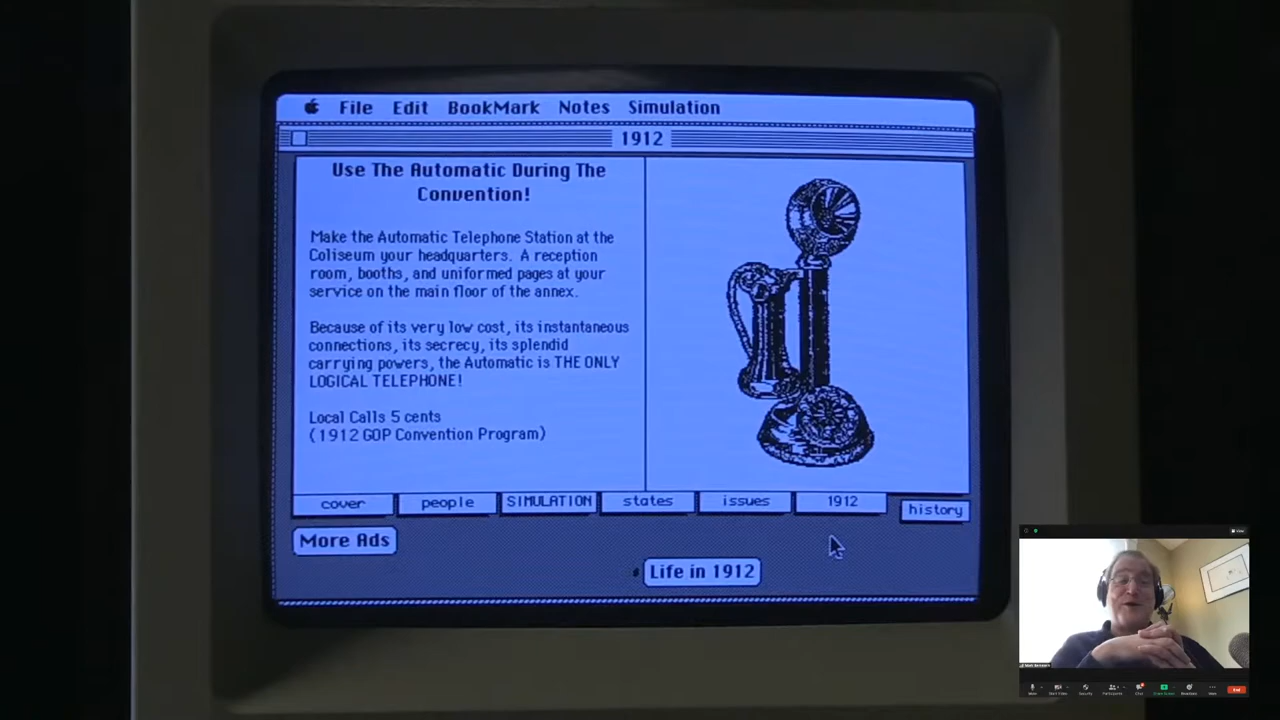 File Edit BookMark Notes Simulation
1912
Use The Automatic During The
Convention!
Make the Automatic Telephone Station at the
Coliseum your headquarters. A reception
room, booths, and uniformed pages at your
service on the main floor of the annex.
Because of its very low cost, its instantaneous
connections, its secrecy, its splendid
carrying powers, the Automatic is THE ONLY
LOGICAL TELEPHONE!
Local Calls 5 cents
(1912 GOP Convention Program)
cover people SIMULATION states issues 1912 history
More Ads
Life in 1912